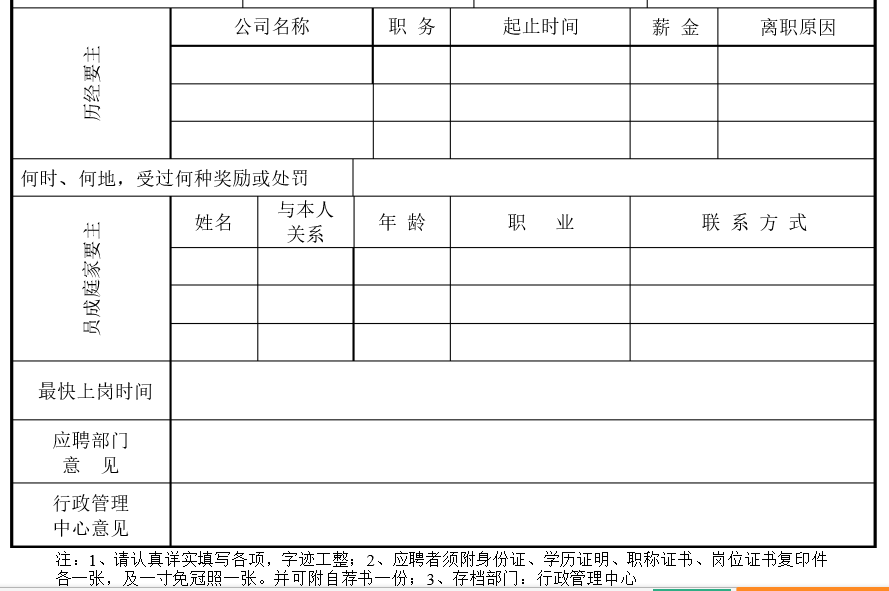 公司名称 职 务 起止时间 薪 金 离职原因
主要经历
何时、何地，受过何种奖励或处罚
主要家庭成员
姓名 与本人 年 龄 职 业 联 系 方 式
关系
最快上岗时间
应聘部门
意 见
行政管理
中心意见
注：1、请认真详实填写各项，字迹工整；2、应聘者须附身份证、学历证明、职称证书、岗位证书复印件
各一张，及一寸免冠照一张。并可附自荐书一份；3、存档部门：行政管理中心